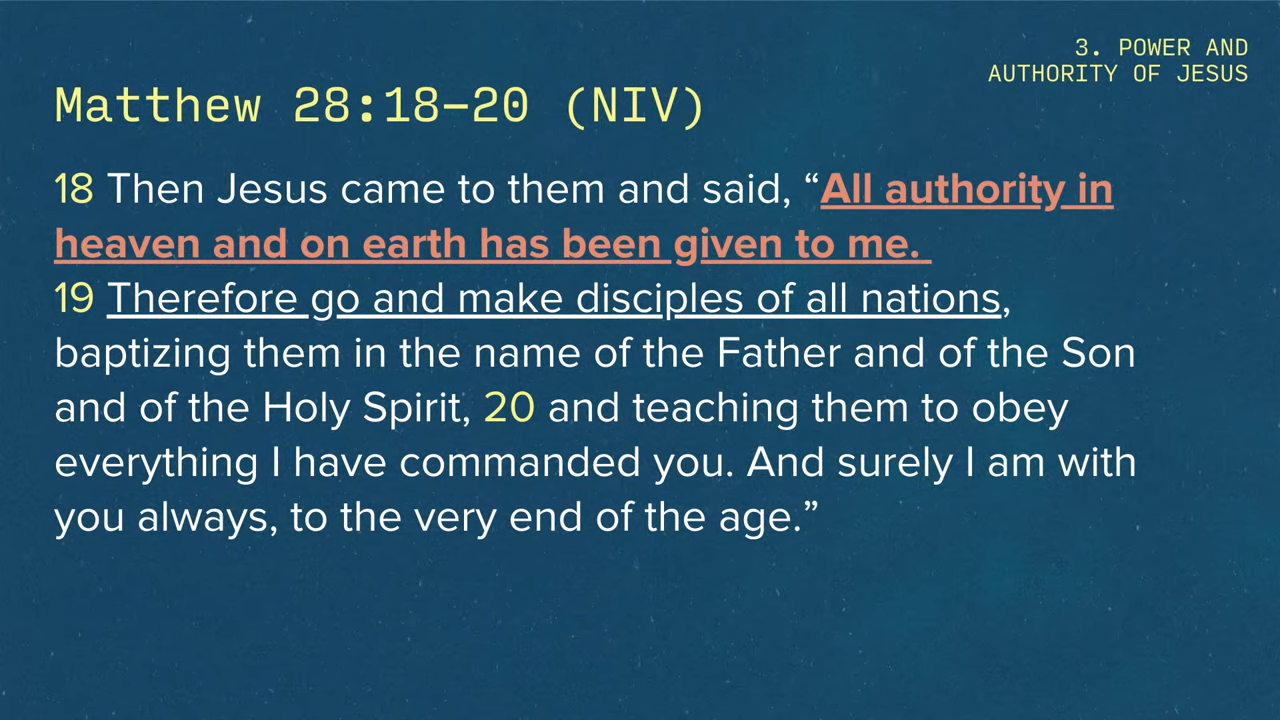 3. POWER AND
AUTHORITY OF JESUS
Matthew 28:18–20 (NIV)
18 Then Jesus came to them and said, “All authority in
heaven and on earth has been given to me.
19 Therefore go and make disciples of all nations,
baptizing them in the name of the Father and of the Son
and of the Holy Spirit, 20 and teaching them to obey
everything I have commanded you. And surely I am with
you always, to the very end of the age.”